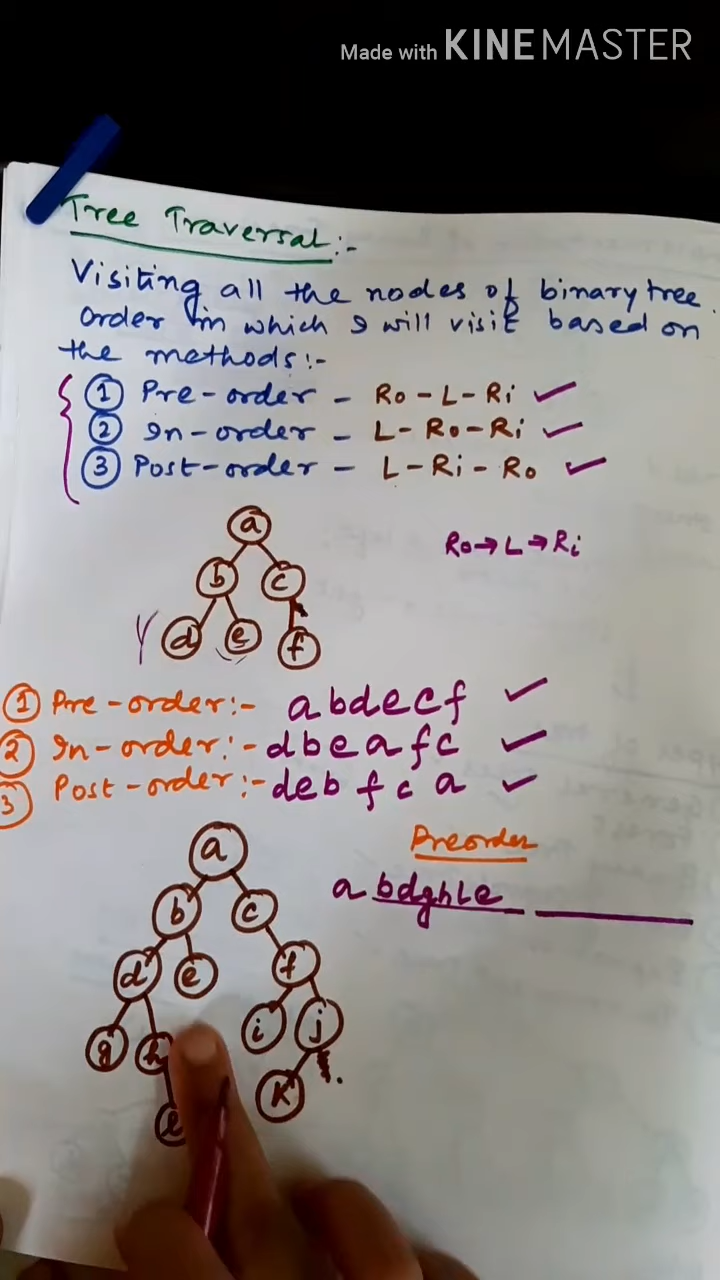 Made with KINEMASTER
Tree Traversal:-
Visiting all the nodes of binary tree.
Order in which I will visit based on
the methods:-
① Pre-order - Ro-L-Ri ✓
② In-order - L-Ro-Ri ✓
③ Post-order - L-Ri-Ro ✓
a
Ro→L→Ri
b c
d e f
① Pre-order:- abdecf ✓
② In-order:- dbeafc ✓
③ Post-order:- debfca ✓
Preorder
a
a bdghle
b c
d e f
g h i j
l k